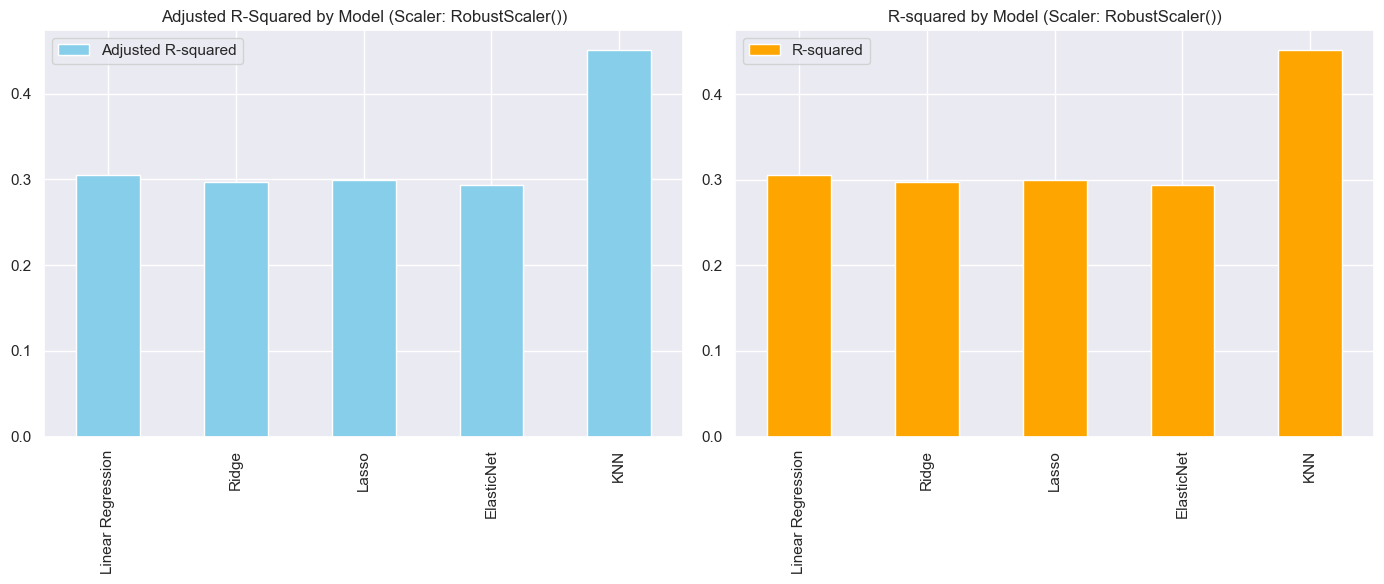 Adjusted R-Squared by Model (Scaler: RobustScaler())
Adjusted R-squared
0.4
0.3
0.2
0.1
0.0
Linear Regression
Ridge
Lasso
ElasticNet
KNN
R-squared by Model (Scaler: RobustScaler())
R-squared
0.4
0.3
0.2
0.1
0.0
Linear Regression
Ridge
Lasso
ElasticNet
KNN